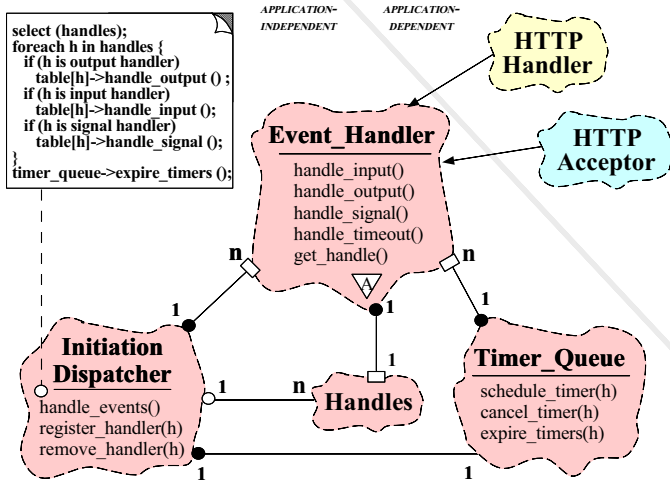 select (handles);
foreach h in handles {
if (h is output handler)
table[h]->handle_output () ;
if (h is input handler)
table[h]->handle_input ();
if (h is signal handler)
table[h]->handle_signal ();
}
timer_queue->expire_timers ();
APPLICATION-
INDEPENDENT
APPLICATION-
DEPENDENT
HTTP
Handler
HTTP
Acceptor
Event_Handler
handle_input()
handle_output()
handle_signal()
handle_timeout()
get_handle()
A
n
n
1
1
1
1
Initiation
Dispatcher
handle_events()
register_handler(h)
remove_handler(h)
1
n
Handles
Timer_Queue
schedule_timer(h)
cancel_timer(h)
expire_timers(h)
1
1